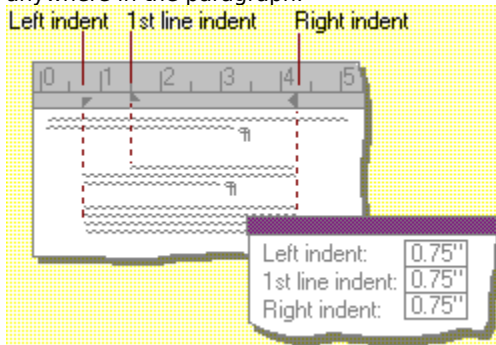 anywhere in the paragraph.
Left indent 1st line indent Right indent
0 1 2 3 4 5
¶
¶
Left indent: 0.75"
1st line indent: 0.75"
Right indent: 0.75"